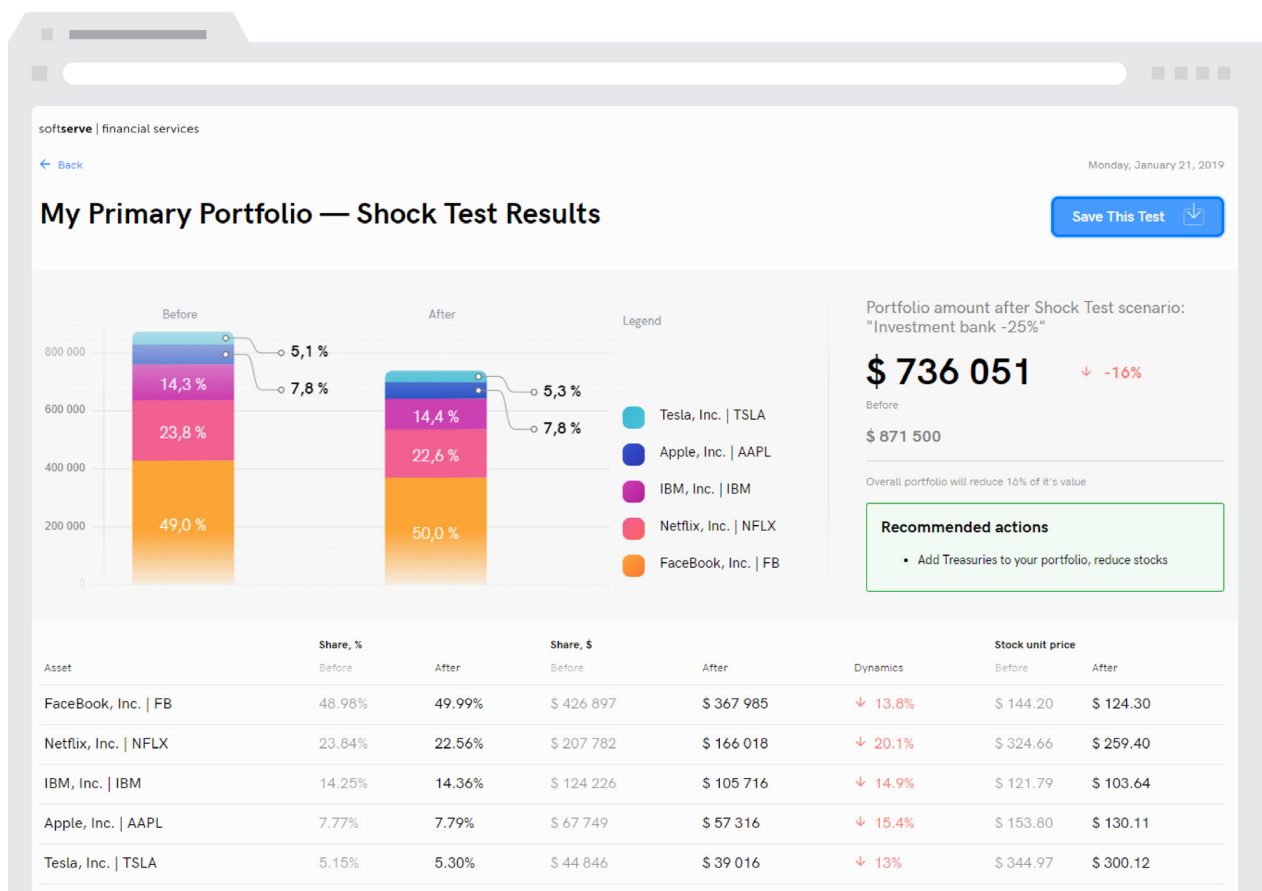 softserve | financial services
← Back
Monday, January 21, 2019
My Primary Portfolio — Shock Test Results
Save This Test
Before
After
Legend
800 000
600 000
400 000
200 000
0
5,1 %
7,8 %
14,3 %
23,8 %
49,0 %
5,3 %
7,8 %
14,4 %
22,6 %
50,0 %
Tesla, Inc. | TSLA
Apple, Inc. | AAPL
IBM, Inc. | IBM
Netflix, Inc. | NFLX
FaceBook, Inc. | FB
Portfolio amount after Shock Test scenario:
"Investment bank -25%"
$ 736 051 ↓ -16%
Before
$ 871 500
Overall portfolio will reduce 16% of it's value
Recommended actions
• Add Treasuries to your portfolio, reduce stocks
Share, % Share, $ Stock unit price
Asset Before After Before After Dynamics Before After
FaceBook, Inc. | FB 48.98% 49.99% $ 426 897 $ 367 985 ↓ 13.8% $ 144.20 $ 124.30
Netflix, Inc. | NFLX 23.84% 22.56% $ 207 782 $ 166 018 ↓ 20.1% $ 324.66 $ 259.40
IBM, Inc. | IBM 14.25% 14.36% $ 124 226 $ 105 716 ↓ 14.9% $ 121.79 $ 103.64
Apple, Inc. | AAPL 7.77% 7.79% $ 67 749 $ 57 316 ↓ 15.4% $ 153.80 $ 130.11
Tesla, Inc. | TSLA 5.15% 5.30% $ 44 846 $ 39 016 ↓ 13% $ 344.97 $ 300.12